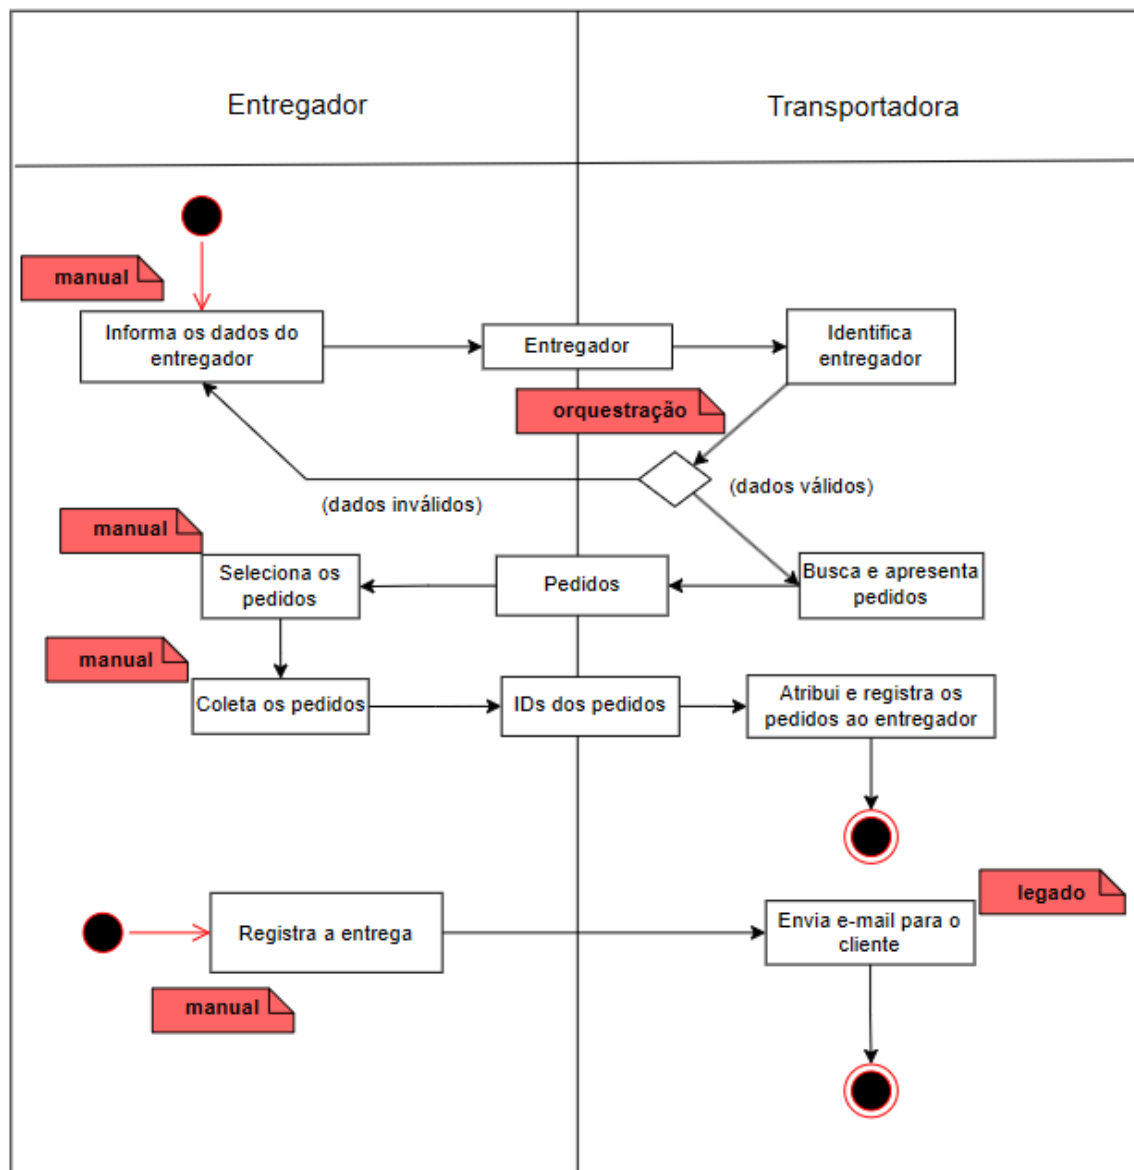 Entregador
Transportadora
manual
Informa os dados do
entregador
Entregador
Identifica
entregador
orquestração
(dados inválidos)
(dados válidos)
manual
Seleciona os
pedidos
Pedidos
Busca e apresenta
pedidos
manual
Coleta os pedidos
IDs dos pedidos
Atribui e registra os
pedidos ao entregador
legado
Registra a entrega
Envia e-mail para o
cliente
manual